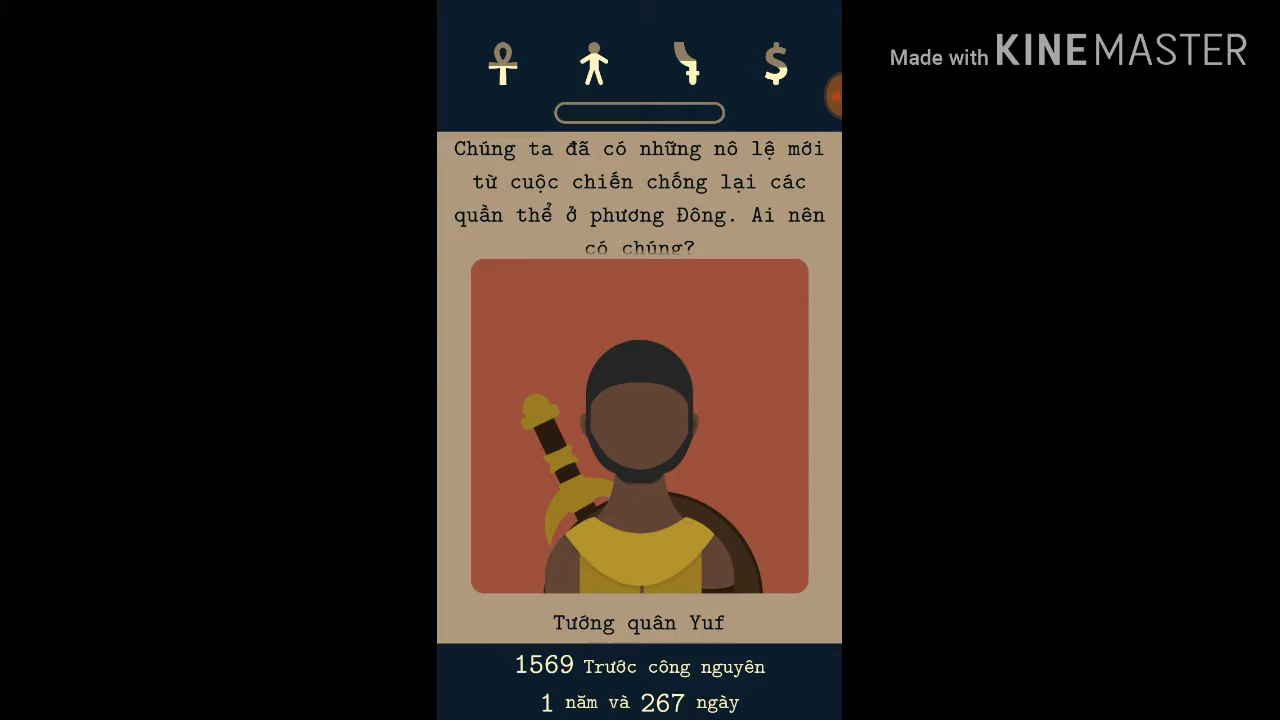 Made with KINEMASTER
$
Chúng ta đã có những nô lệ mới
từ cuộc chiến chống lại các
quần thể ở phương Đông. Ai nên
có chúng?
Tướng quân Yuf
1569 Trước công nguyên
1 năm và 267 ngày